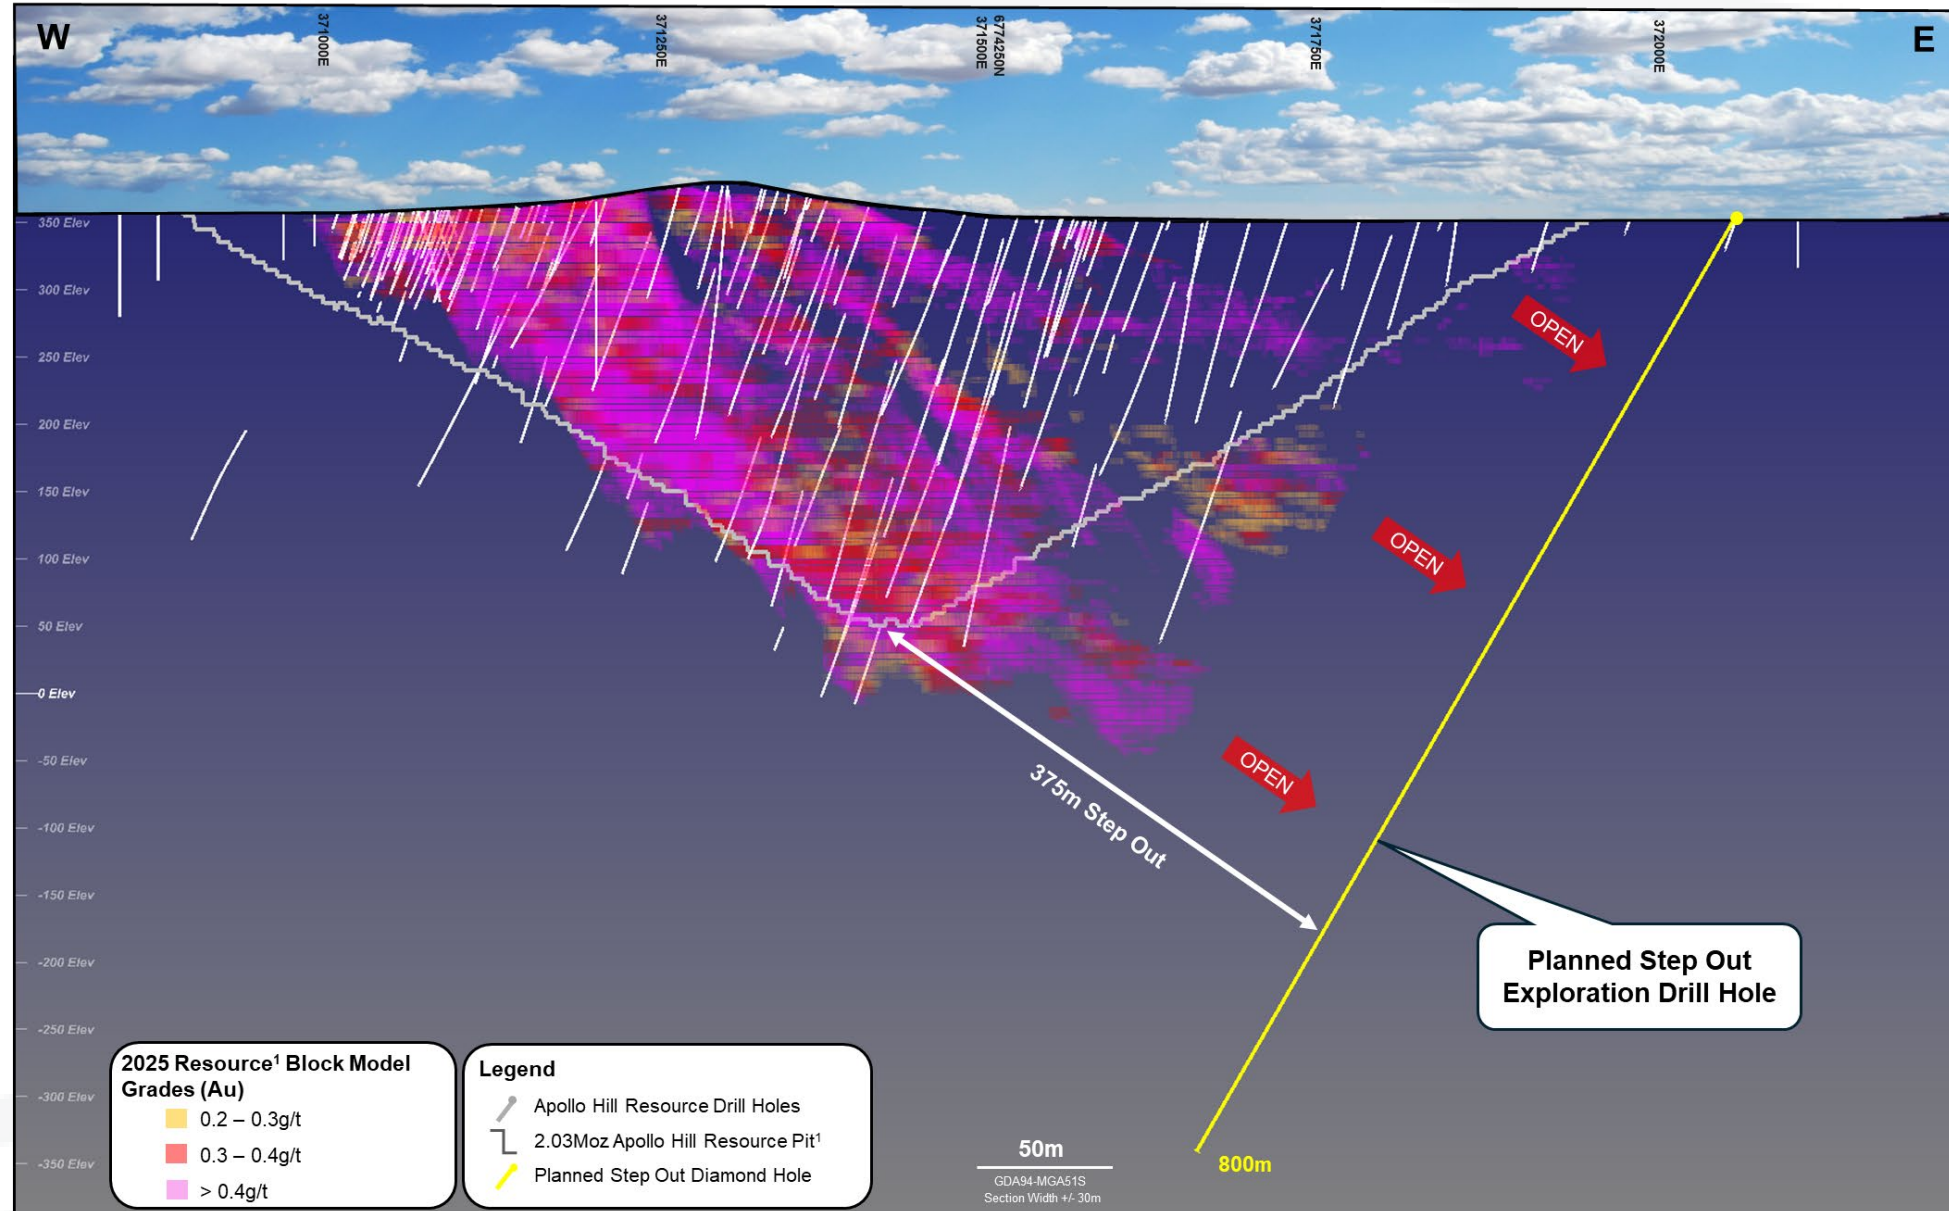 W
371000E
371250E
6774250N
371500E
371750E
372000E
E
350 Elev
300 Elev
250 Elev
200 Elev
150 Elev
100 Elev
50 Elev
0 Elev
-50 Elev
-100 Elev
-150 Elev
-200 Elev
-250 Elev
-300 Elev
-350 Elev
OPEN
OPEN
OPEN
375m Step Out
Planned Step Out
Exploration Drill Hole
800m
2025 Resource¹ Block Model
Grades (Au)
0.2 – 0.3g/t
0.3 – 0.4g/t
> 0.4g/t
Legend
Apollo Hill Resource Drill Holes
2.03Moz Apollo Hill Resource Pit¹
Planned Step Out Diamond Hole
50m
GDA94-MGA51S
Section Width +/- 30m